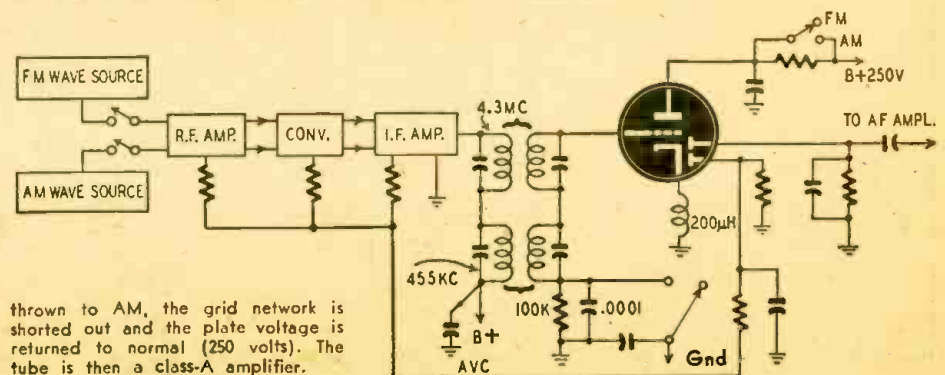 FM
AM
B+250V
FM WAVE SOURCE
4.3MC
TO AF AMPL.
R.F. AMP.
CONV.
I.F. AMP.
AM WAVE SOURCE
200μH
455KC
100K
.0001
B+
Gnd
AVC
thrown to AM, the grid network is
shorted out and the plate voltage is
returned to normal (250 volts). The
tube is then a class-A amplifier.